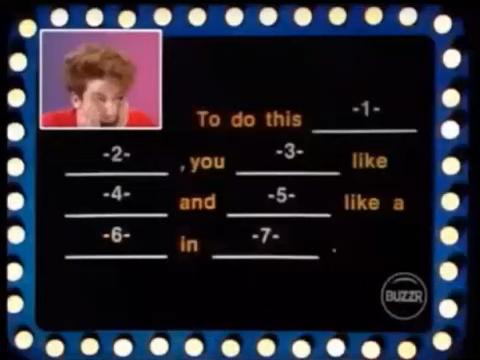 To do this -1-
-2- , you -3- like
-4- and -5- like a
-6- in -7- .
BUZZR